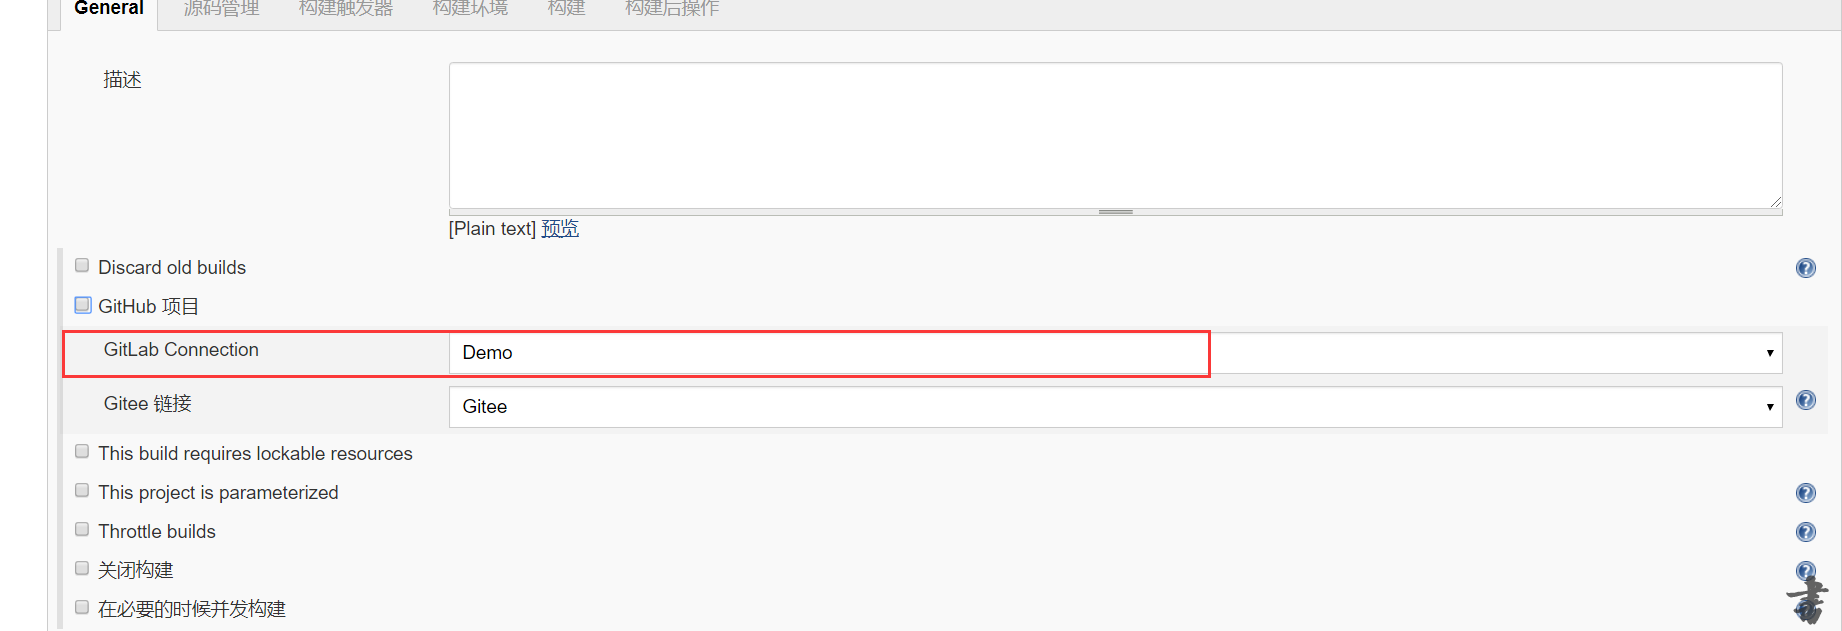 General 源码管理 构建触发器 构建环境 构建 构建后操作
描述
[Plain text] 预览
Discard old builds
GitHub 项目
GitLab Connection Demo
Gitee 链接 Gitee
This build requires lockable resources
This project is parameterized
Throttle builds
关闭构建
在必要的时候并发构建
書